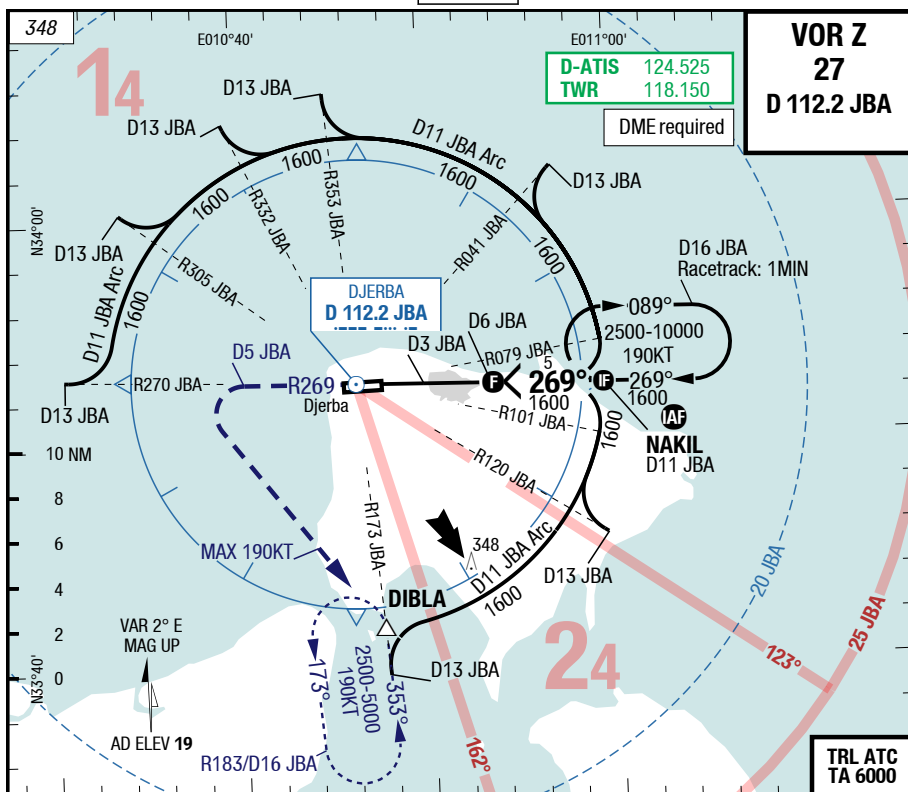 348
E010°40'
E011°00'
VOR Z
27
D 112.2 JBA
D-ATIS 124.525
TWR 118.150
DME required
14
D13 JBA
D13 JBA
D11 JBA Arc
1600
1600
D13 JBA
R332 JBA
R353 JBA
R041 JBA
1600
D13 JBA
N34°00'
R305 JBA
1600
D11 JBA Arc
1600
D16 JBA
Racetrack: 1MIN
DJERBA
D 112.2 JBA
089°
2500-10000
190KT
D6 JBA
D3 JBA
R079 JBA
5
D5 JBA
R270 JBA
R269
F
269°
IF
269°
1600
1600
D13 JBA
Djerba
R101 JBA
1600
IAF
NAKIL
D11 JBA
10 NM
8
6
4
2
0
R120 JBA
R173 JBA
MAX 190KT
348
D11 JBA Arc
1600
D13 JBA
DIBLA
20 JBA
25 JBA
VAR 2° E
MAG UP
D13 JBA
24
123°
N33°40'
173°
2500-5000
190KT
353°
AD ELEV 19
R183/D16 JBA
162°
TRL ATC
TA 6000